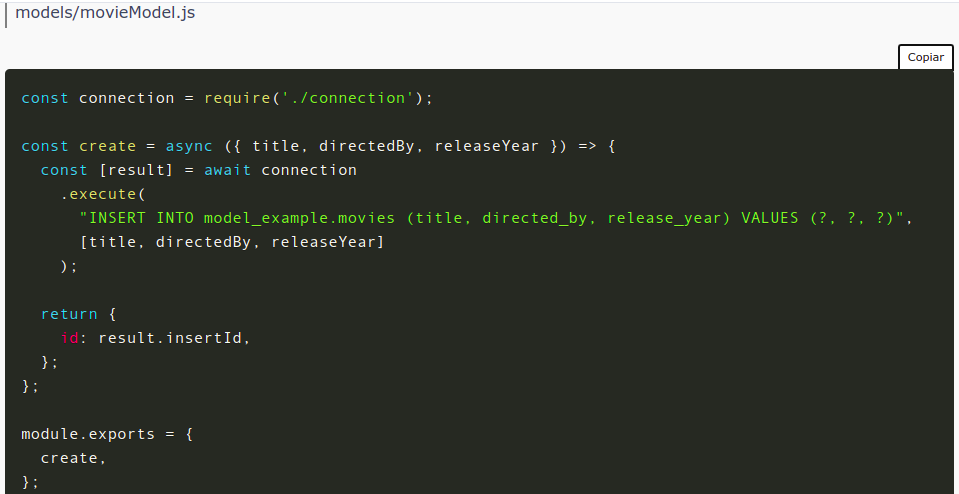 models/movieModel.js
Copiar
const connection = require('./connection');
const create = async ({ title, directedBy, releaseYear }) => {
  const [result] = await connection
    .execute(
      "INSERT INTO model_example.movies (title, directed_by, release_year) VALUES (?, ?, ?)",
      [title, directedBy, releaseYear]
    );
  return {
    id: result.insertId,
  };
};
module.exports = {
  create,
};